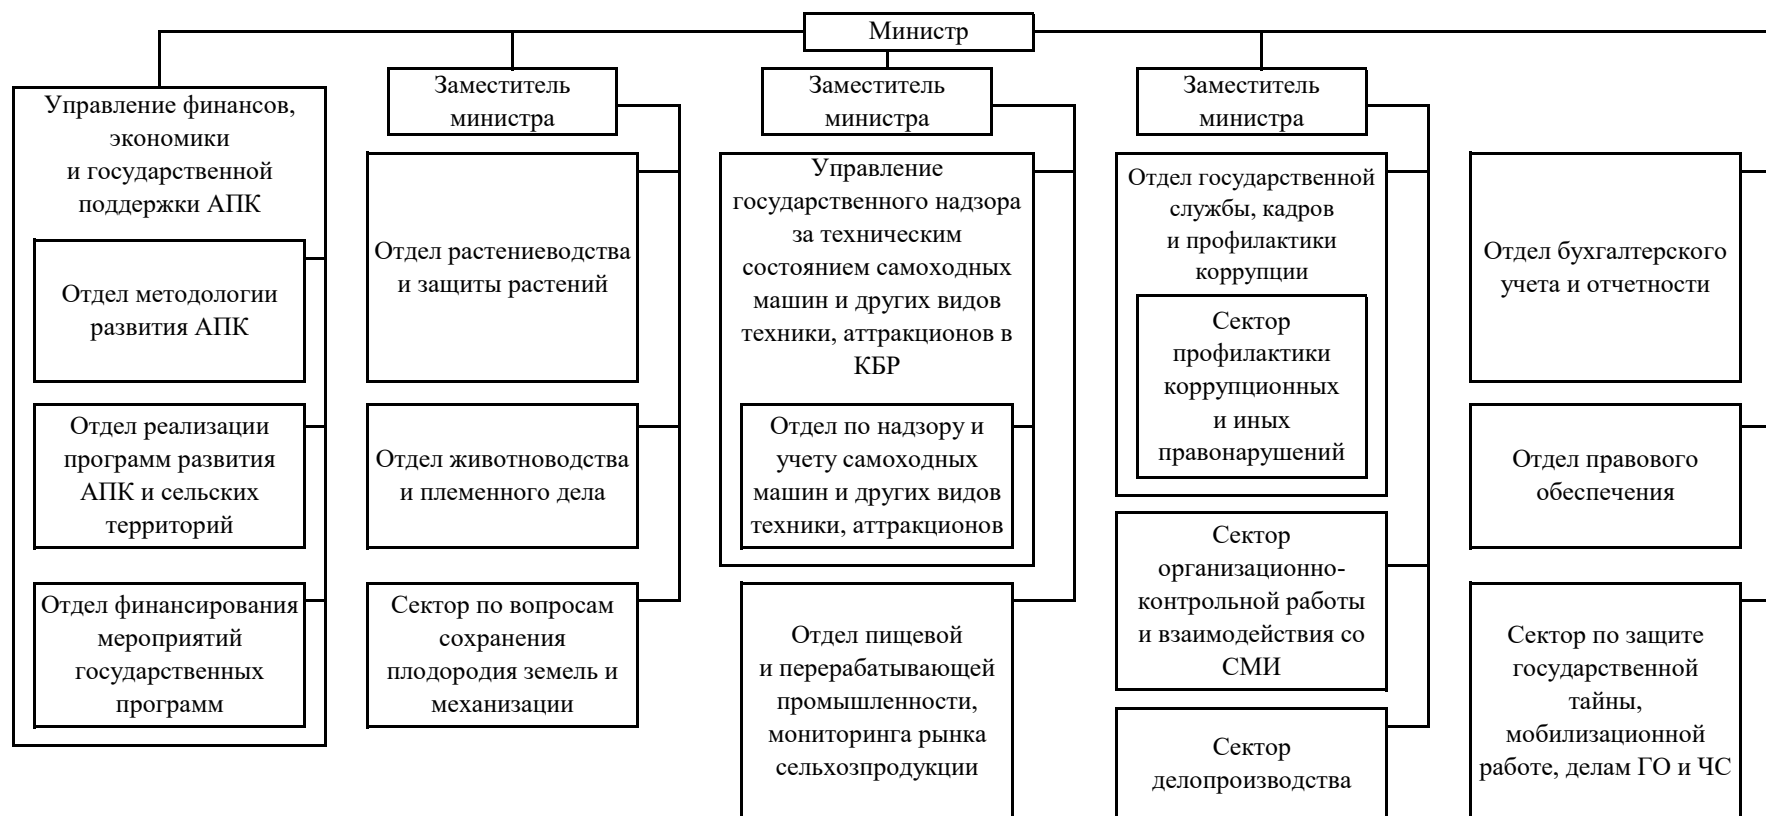 Министр
Управление финансов,
экономики
и государственной
поддержки АПК
Отдел методологии
развития АПК
Отдел реализации
программ развития
АПК и сельских
территорий
Отдел финансирования
мероприятий
государственных
программ
Заместитель
министра
Отдел растениеводства
и защиты растений
Отдел животноводства
и племенного дела
Сектор по вопросам
сохранения
плодородия земель и
механизации
Заместитель
министра
Управление
государственного надзора
за техническим
состоянием самоходных
машин и других видов
техники, аттракционов в
КБР
Отдел по надзору и
учету самоходных
машин и других видов
техники, аттракционов
Отдел пищевой
и перерабатывающей
промышленности,
мониторинга рынка
сельхозпродукции
Заместитель
министра
Отдел государственной
службы, кадров
и профилактики
коррупции
Сектор
профилактики
коррупционных
и иных
правонарушений
Сектор
организационно-
контрольной работы
и взаимодействия со
СМИ
Сектор
делопроизводства
Отдел бухгалтерского
учета и отчетности
Отдел правового
обеспечения
Сектор по защите
государственной
тайны,
мобилизационной
работе, делам ГО и ЧС